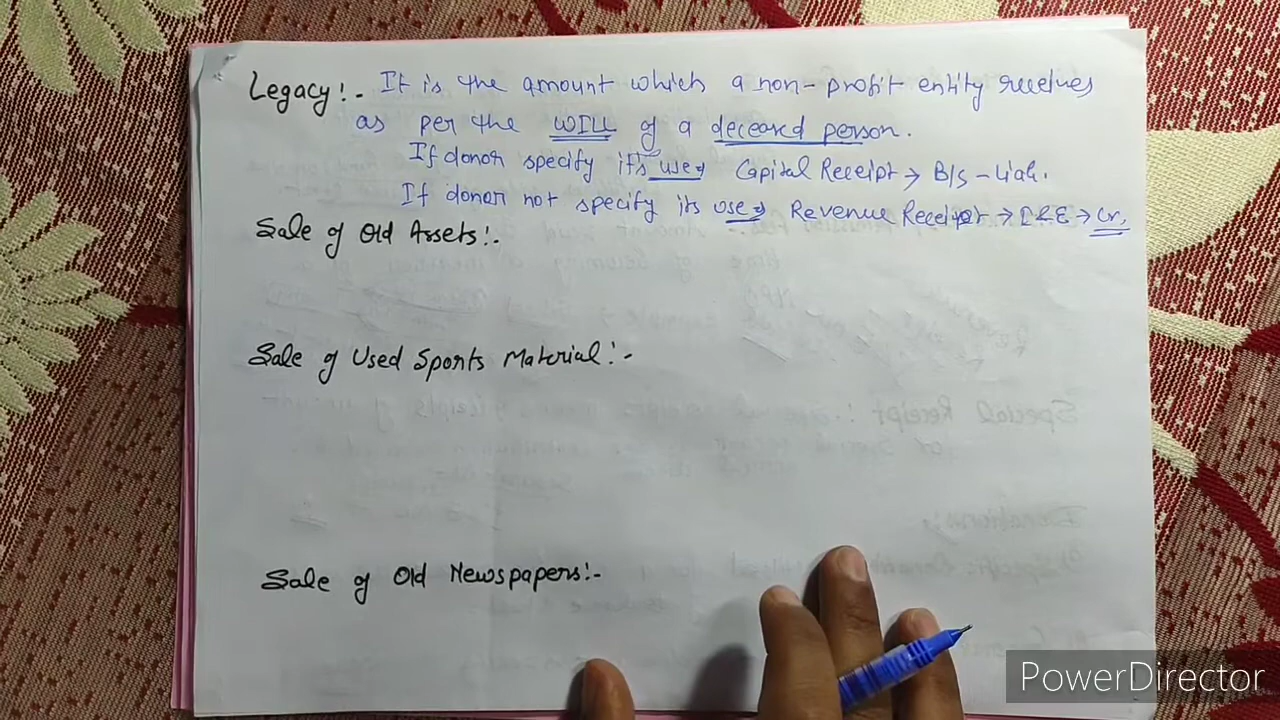 Legacy:- It is the amount which a non-profit entity receives
as per the WILL of a deceased person.
If donor specify it's use → Capital Receipt → B/S - Liab.
If donor not specify its use → Revenue Receipt → I & E → Cr.
Sale of Old Assets:-
Sale of Used Sports Material:-
Sale of Old Newspapers:-
PowerDirector